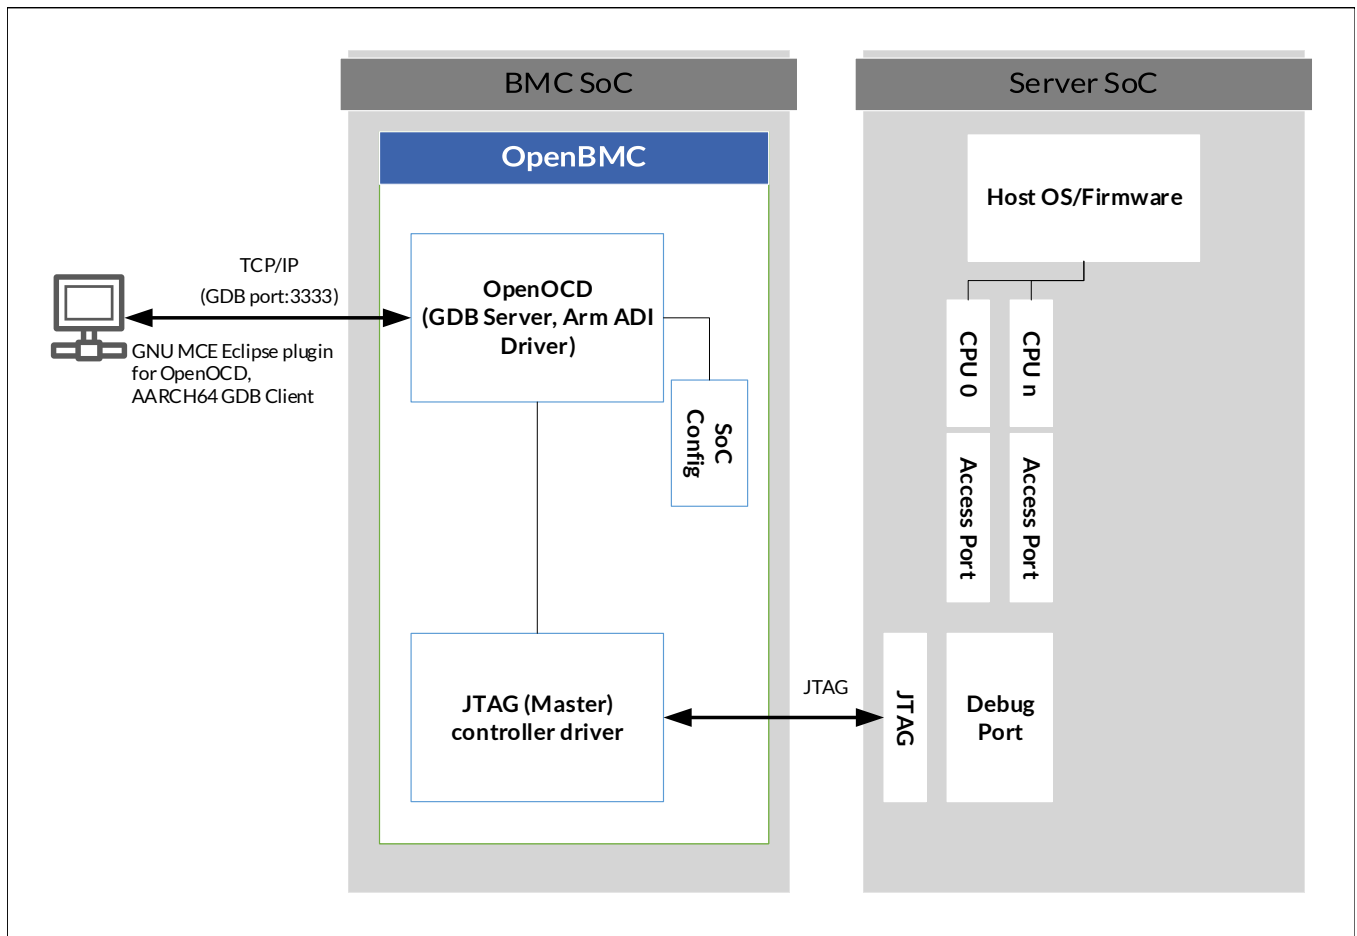 BMC SoC
Server SoC
OpenBMC
Host OS/Firmware
TCP/IP
(GDB port:3333)
OpenOCD
(GDB Server, Arm ADI
Driver)
GNU MCE Eclipse plugin
for OpenOCD,
AARCH64 GDB Client
SoC
Config
CPU 0
CPU n
Access Port
Access Port
JTAG (Master)
controller driver
JTAG
JTAG
Debug
Port